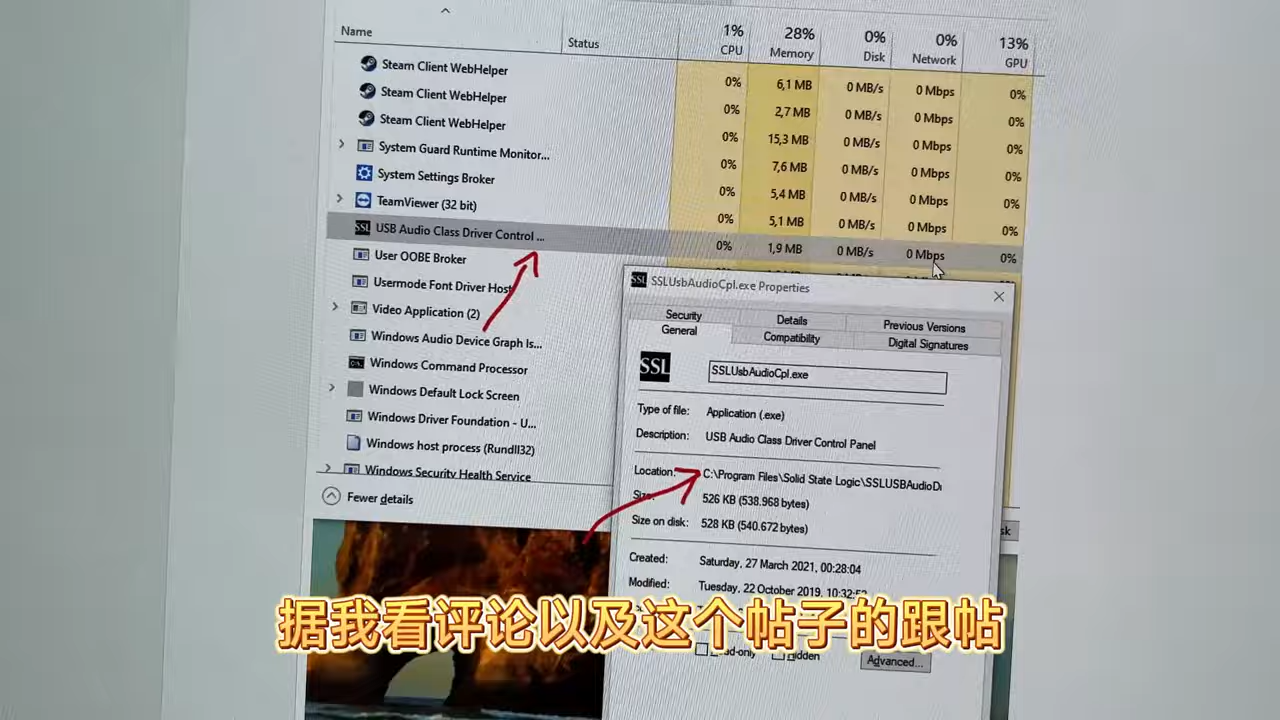 Name
Status
1% 28% 0% 0% 13%
CPU Memory Disk Network GPU
Steam Client WebHelper 0% 6,1 MB 0 MB/s 0 Mbps 0%
Steam Client WebHelper 0% 2,7 MB 0 MB/s 0 Mbps 0%
Steam Client WebHelper 0% 15,3 MB 0 MB/s 0 Mbps 0%
System Guard Runtime Monitor... 0% 7,6 MB 0 MB/s 0 Mbps 0%
System Settings Broker 0% 5,4 MB 0 MB/s 0 Mbps 0%
TeamViewer (32 bit) 0% 5,1 MB 0 MB/s 0 Mbps 0%
SSL USB Audio Class Driver Control ... 0% 1,9 MB 0 MB/s 0 Mbps 0%
User OOBE Broker
Usermode Font Driver Host
Video Application (2)
Windows Audio Device Graph Is...
Windows Command Processor
Windows Default Lock Screen
Windows Driver Foundation - U...
Windows host process (Rundll32)
Windows Security Health Service
Fewer details
SSL SSLUsbAudioCpl.exe Properties
Security Details Previous Versions
General Compatibility Digital Signatures
SSL SSLUsbAudioCpl.exe
Type of file: Application (.exe)
Description: USB Audio Class Driver Control Panel
Location: C:\Program Files\Solid State Logic\SSLUSBAudioDr
Size: 526 KB (538.968 bytes)
Size on disk: 528 KB (540.672 bytes)
sk
Created: Saturday, 27 March 2021, 00:28:04
Modified: Tuesday, 22 October 2019, 10:32:52
据我看评论以及这个帖子的跟帖
Read-only Hidden Advanced...